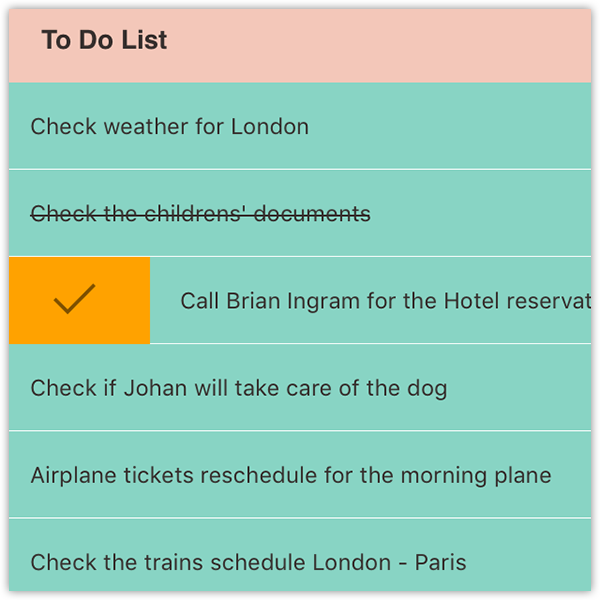 To Do List
Check weather for London
Check the childrens' documents
Call Brian Ingram for the Hotel reservat
Check if Johan will take care of the dog
Airplane tickets reschedule for the morning plane
Check the trains schedule London - Paris